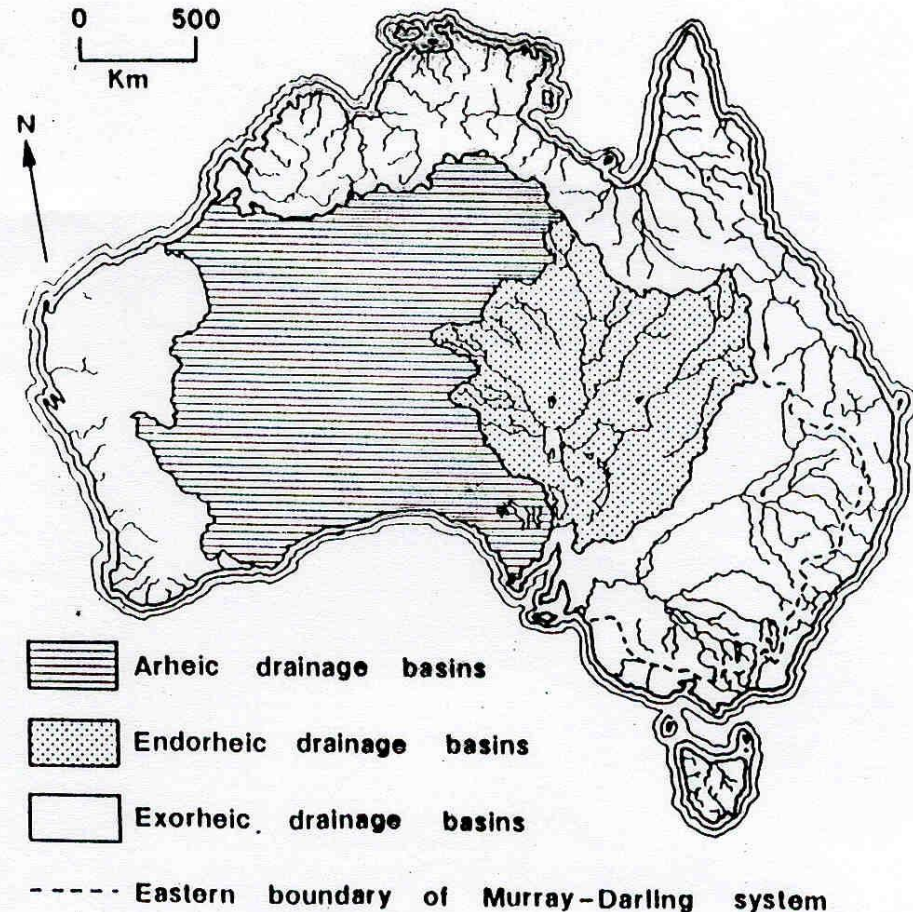 0 500
Km
N
Arheic drainage basins
Endorheic drainage basins
Exorheic drainage basins
Eastern boundary of Murray-Darling system